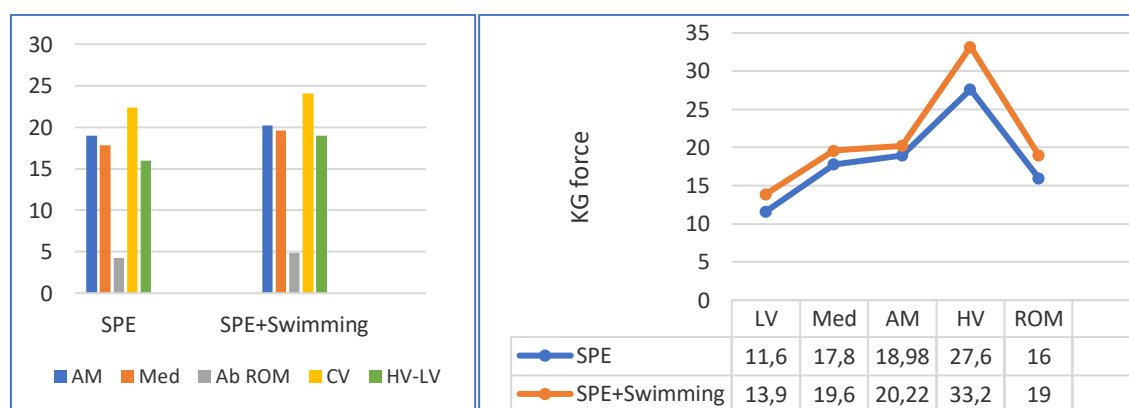 30
25
20
15
10
5
0
SPE SPE+Swimming
AM Med Ab ROM CV HV-LV
KG force
35
30
25
20
15
10
5
0
LV Med AM HV ROM
SPE 11,6 17,8 18,98 27,6 16
SPE+Swimming 13,9 19,6 20,22 33,2 19